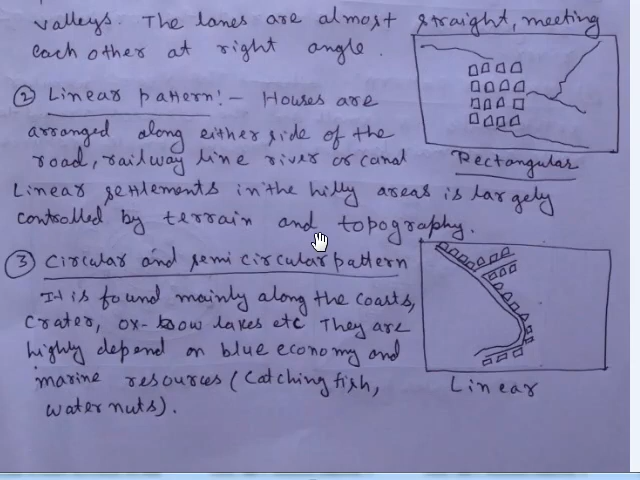 valleys. The lanes are almost straight, meeting
each other at right angle.
② Linear pattern:- Houses are
arranged along either side of the
road, railway line river or canal
Rectangular
Linear settlements in the hilly areas is largely
controlled by terrain and topography.
③ Circular and semi circular pattern
It is found mainly along the coasts,
crater, ox-bow lakes etc They are
highly depend on blue economy and
marine resources (catching fish,
water nuts).
Linear